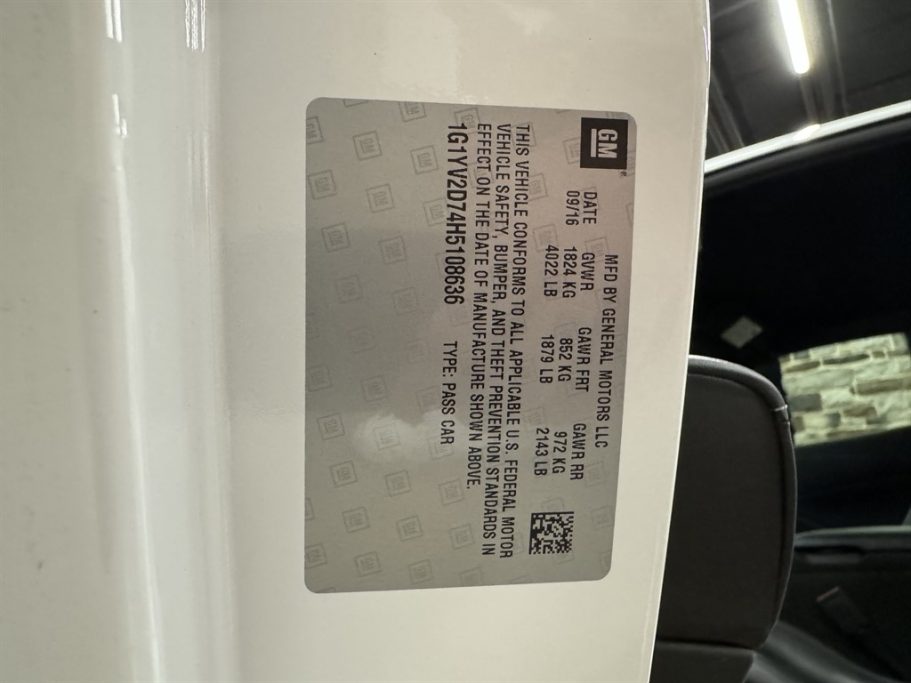 GM
MFD BY GENERAL MOTORS LLC
DATE GVWR GAWR FRT GAWR RR
09/16 1824 KG 852 KG 972 KG
4022 LB 1879 LB 2143 LB
THIS VEHICLE CONFORMS TO ALL APPLICABLE U.S. FEDERAL MOTOR
VEHICLE SAFETY, BUMPER, AND THEFT PREVENTION STANDARDS IN
EFFECT ON THE DATE OF MANUFACTURE SHOWN ABOVE.
1G1YV2D74H5108636 TYPE: PASS CAR